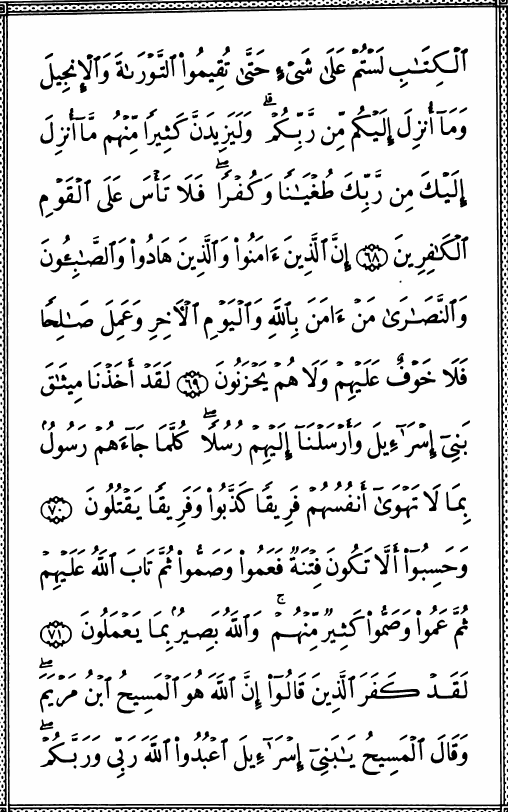 ٱلْكِتَٰبِ لَسْتُمْ عَلَىٰ شَىْءٍ حَتَّىٰ تُقِيمُوا۟ ٱلتَّوْرَىٰةَ وَٱلْإِنجِيلَ
وَمَآ أُنزِلَ إِلَيْكُم مِّن رَّبِّكُمْ ۗ وَلَيَزِيدَنَّ كَثِيرًا مِّنْهُم مَّآ أُنزِلَ
إِلَيْكَ مِن رَّبِّكَ طُغْيَٰنًا وَكُفْرًا ۖ فَلَا تَأْسَ عَلَى ٱلْقَوْمِ
ٱلْكَٰفِرِينَ ٦٨ إِنَّ ٱلَّذِينَ ءَامَنُوا۟ وَٱلَّذِينَ هَادُوا۟ وَٱلصَّٰبِـُٔونَ
وَٱلنَّصَٰرَىٰ مَنْ ءَامَنَ بِٱللَّهِ وَٱلْيَوْمِ ٱلْـَٔاخِرِ وَعَمِلَ صَٰلِحًا
فَلَا خَوْفٌ عَلَيْهِمْ وَلَا هُمْ يَحْزَنُونَ ٦٩ لَقَدْ أَخَذْنَا مِيثَٰقَ
بَنِىٓ إِسْرَٰٓءِيلَ وَأَرْسَلْنَآ إِلَيْهِمْ رُسُلًا ۖ كُلَّمَا جَآءَهُمْ رَسُولٌۢ
بِمَا لَا تَهْوَىٰٓ أَنفُسُهُمْ فَرِيقًا كَذَّبُوا۟ وَفَرِيقًا يَقْتُلُونَ ٧٠
وَحَسِبُوٓا۟ أَلَّا تَكُونَ فِتْنَةٌ فَعَمُوا۟ وَصَمُّوا۟ ثُمَّ تَابَ ٱللَّهُ عَلَيْهِمْ
ثُمَّ عَمُوا۟ وَصَمُّوا۟ كَثِيرٌ مِّنْهُمْ ۚ وَٱللَّهُ بَصِيرٌۢ بِمَا يَعْمَلُونَ ٧١
لَقَدْ كَفَرَ ٱلَّذِينَ قَالُوٓا۟ إِنَّ ٱللَّهَ هُوَ ٱلْمَسِيحُ ٱبْنُ مَرْيَمَ ۖ
وَقَالَ ٱلْمَسِيحُ يَٰبَنِىٓ إِسْرَٰٓءِيلَ ٱعْبُدُوا۟ ٱللَّهَ رَبِّى وَرَبَّكُمْ ۖ